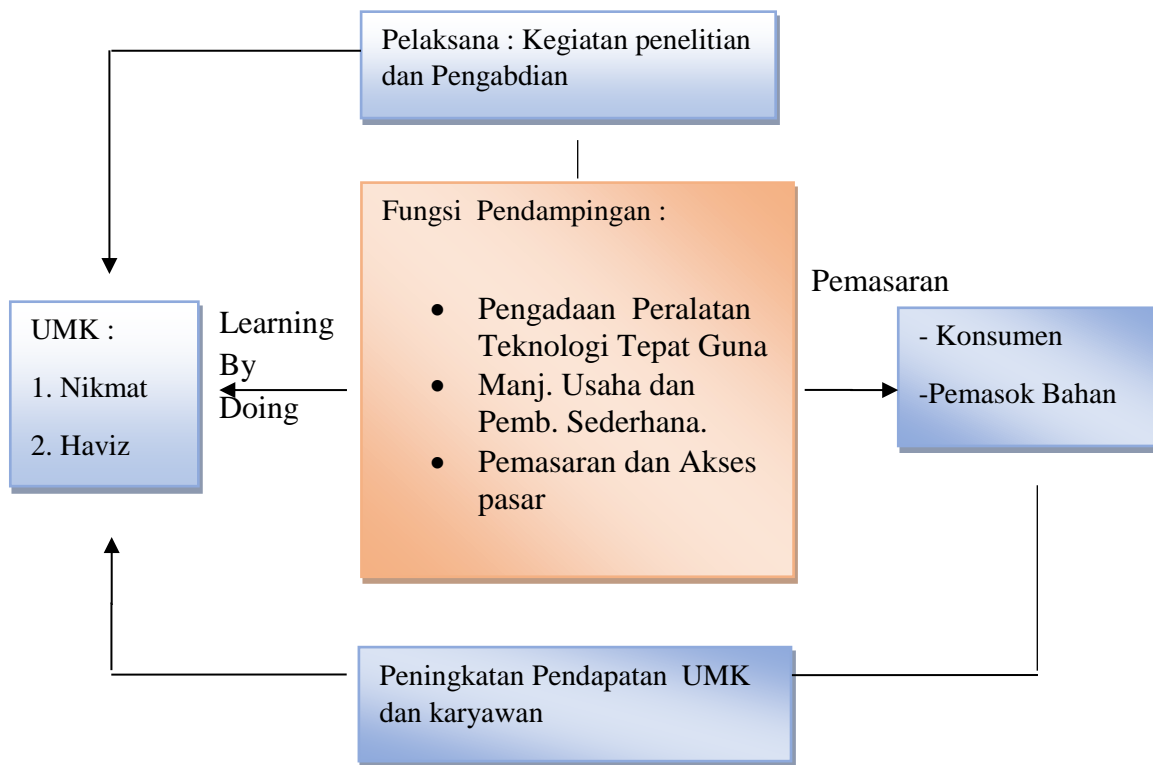 Pelaksana : Kegiatan penelitian
dan Pengabdian
Fungsi Pendampingan :
• Pengadaan Peralatan
Teknologi Tepat Guna
• Manj. Usaha dan
Pemb. Sederhana.
• Pemasaran dan Akses
pasar
UMK :
1. Nikmat
2. Haviz
Learning
By
Doing
Pemasaran
- Konsumen
-Pemasok Bahan
Peningkatan Pendapatan UMK
dan karyawan